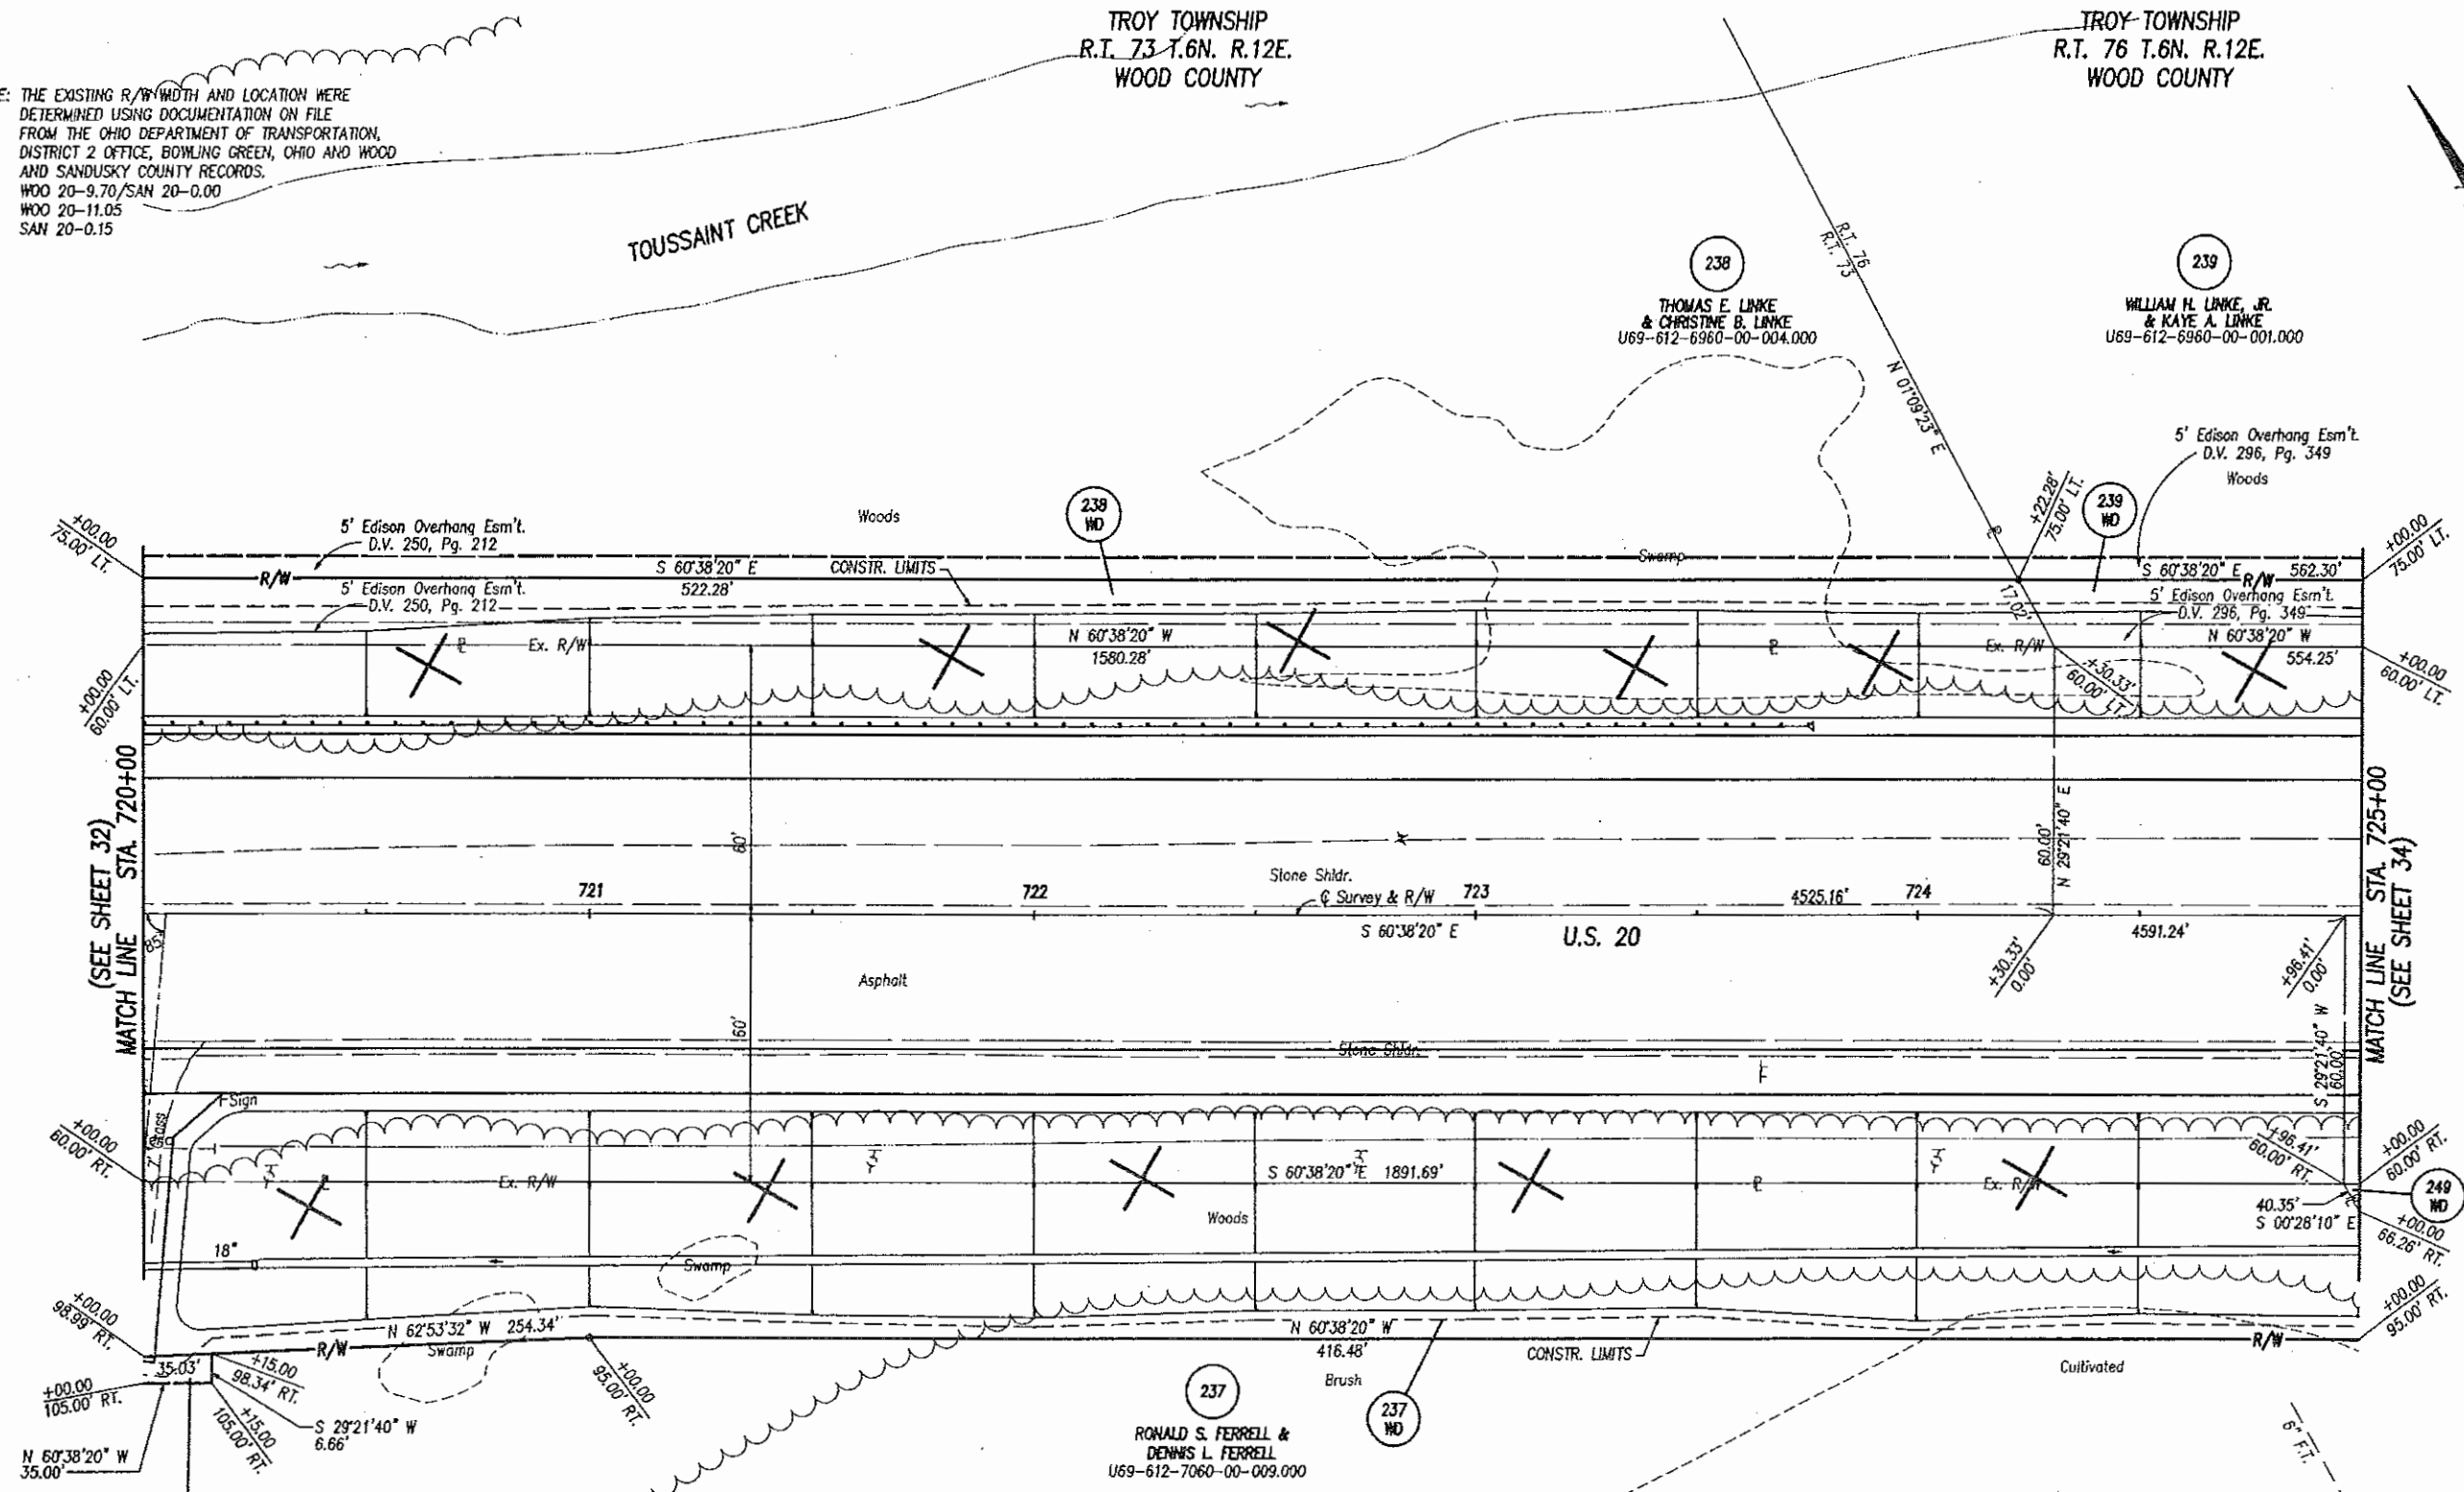 TROY TOWNSHIP
R.T. 73 T.6N. R.12E.
WOOD COUNTY
TROY TOWNSHIP
R.T. 76 T.6N. R.12E.
WOOD COUNTY
E: THE EXISTING R/W WIDTH AND LOCATION WERE
DETERMINED USING DOCUMENTATION ON FILE
FROM THE OHIO DEPARTMENT OF TRANSPORTATION,
DISTRICT 2 OFFICE, BOWLING GREEN, OHIO AND WOOD
AND SANDUSKY COUNTY RECORDS.
WOO 20-9.70/SAN 20-0.00
WOO 20-11.05
SAN 20-0.15
TOUSSAINT CREEK
R.T. 76
R.T. 73
N 01°09'23" E
238
THOMAS E. LINKE
& CHRISTINE B. LINKE
U69-612-6960-00-004.000
239
WILLIAM H. LINKE, JR.
& KAYE A. LINKE
U69-612-6960-00-001.000
5' Edison Overhang Esm't.
D.V. 296, Pg. 349
Woods
+22.28'
75.00' LT.
239
WD
238
WD
Woods
+00.00
75.00' LT.
5' Edison Overhang Esm't.
D.V. 250, Pg. 212
R/W
S 60°38'20" E
522.28'
CONSTR. LIMITS
Swamp
S 60°38'20" E
R/W
562.30'
+00.00
75.00' LT.
5' Edison Overhang Esm't.
D.V. 250, Pg. 212
17.02'
5' Edison Overhang Esm't.
D.V. 296, Pg. 349
N 60°38'20" W
1580.28'
N 60°38'20" W
554.25'
Ex. R/W
Ex. R/W
+00.00
60.00' LT.
+30.33'
60.00' LT.
+00.00
60.00' LT.
(SEE SHEET 32)
MATCH LINE STA. 720+00
60'
N 29°21'40" E
60.00'
MATCH LINE STA. 725+00
(SEE SHEET 34)
Stone Shldr.
721
722
723
724
℄ Survey & R/W
4525.16'
S 60°38'20" E
U.S. 20
4591.24'
85'
+30.33'
0.00'
+96.41'
0.00'
Asphalt
60'
Stone Shldr.
S 29°21'40" W
60.00'
Sign
Grass
+00.00
60.00' RT.
Ex. R/W
S 60°38'20" E 1891.69'
Ex. R/W
+96.41'
60.00' RT.
+00.00
60.00' RT.
249
WD
40.35'
S 00°28'10" E
+00.00
66.26' RT.
Woods
18"
Swamp
+00.00
98.99' RT.
N 62°53'32" W 254.34'
R/W
Swamp
N 60°38'20" W
416.48'
CONSTR. LIMITS
R/W
+00.00
95.00' RT.
35.03'
+15.00
98.34' RT.
+00.00
95.00' RT.
+00.00
105.00' RT.
+15.00
105.00' RT.
S 29°21'40" W
6.66'
N 60°38'20" W
35.00'
Brush
Cultivated
237
RONALD S. FERRELL &
DENNIS L. FERRELL
U69-612-7060-00-009.000
237
WD
6" F.T.